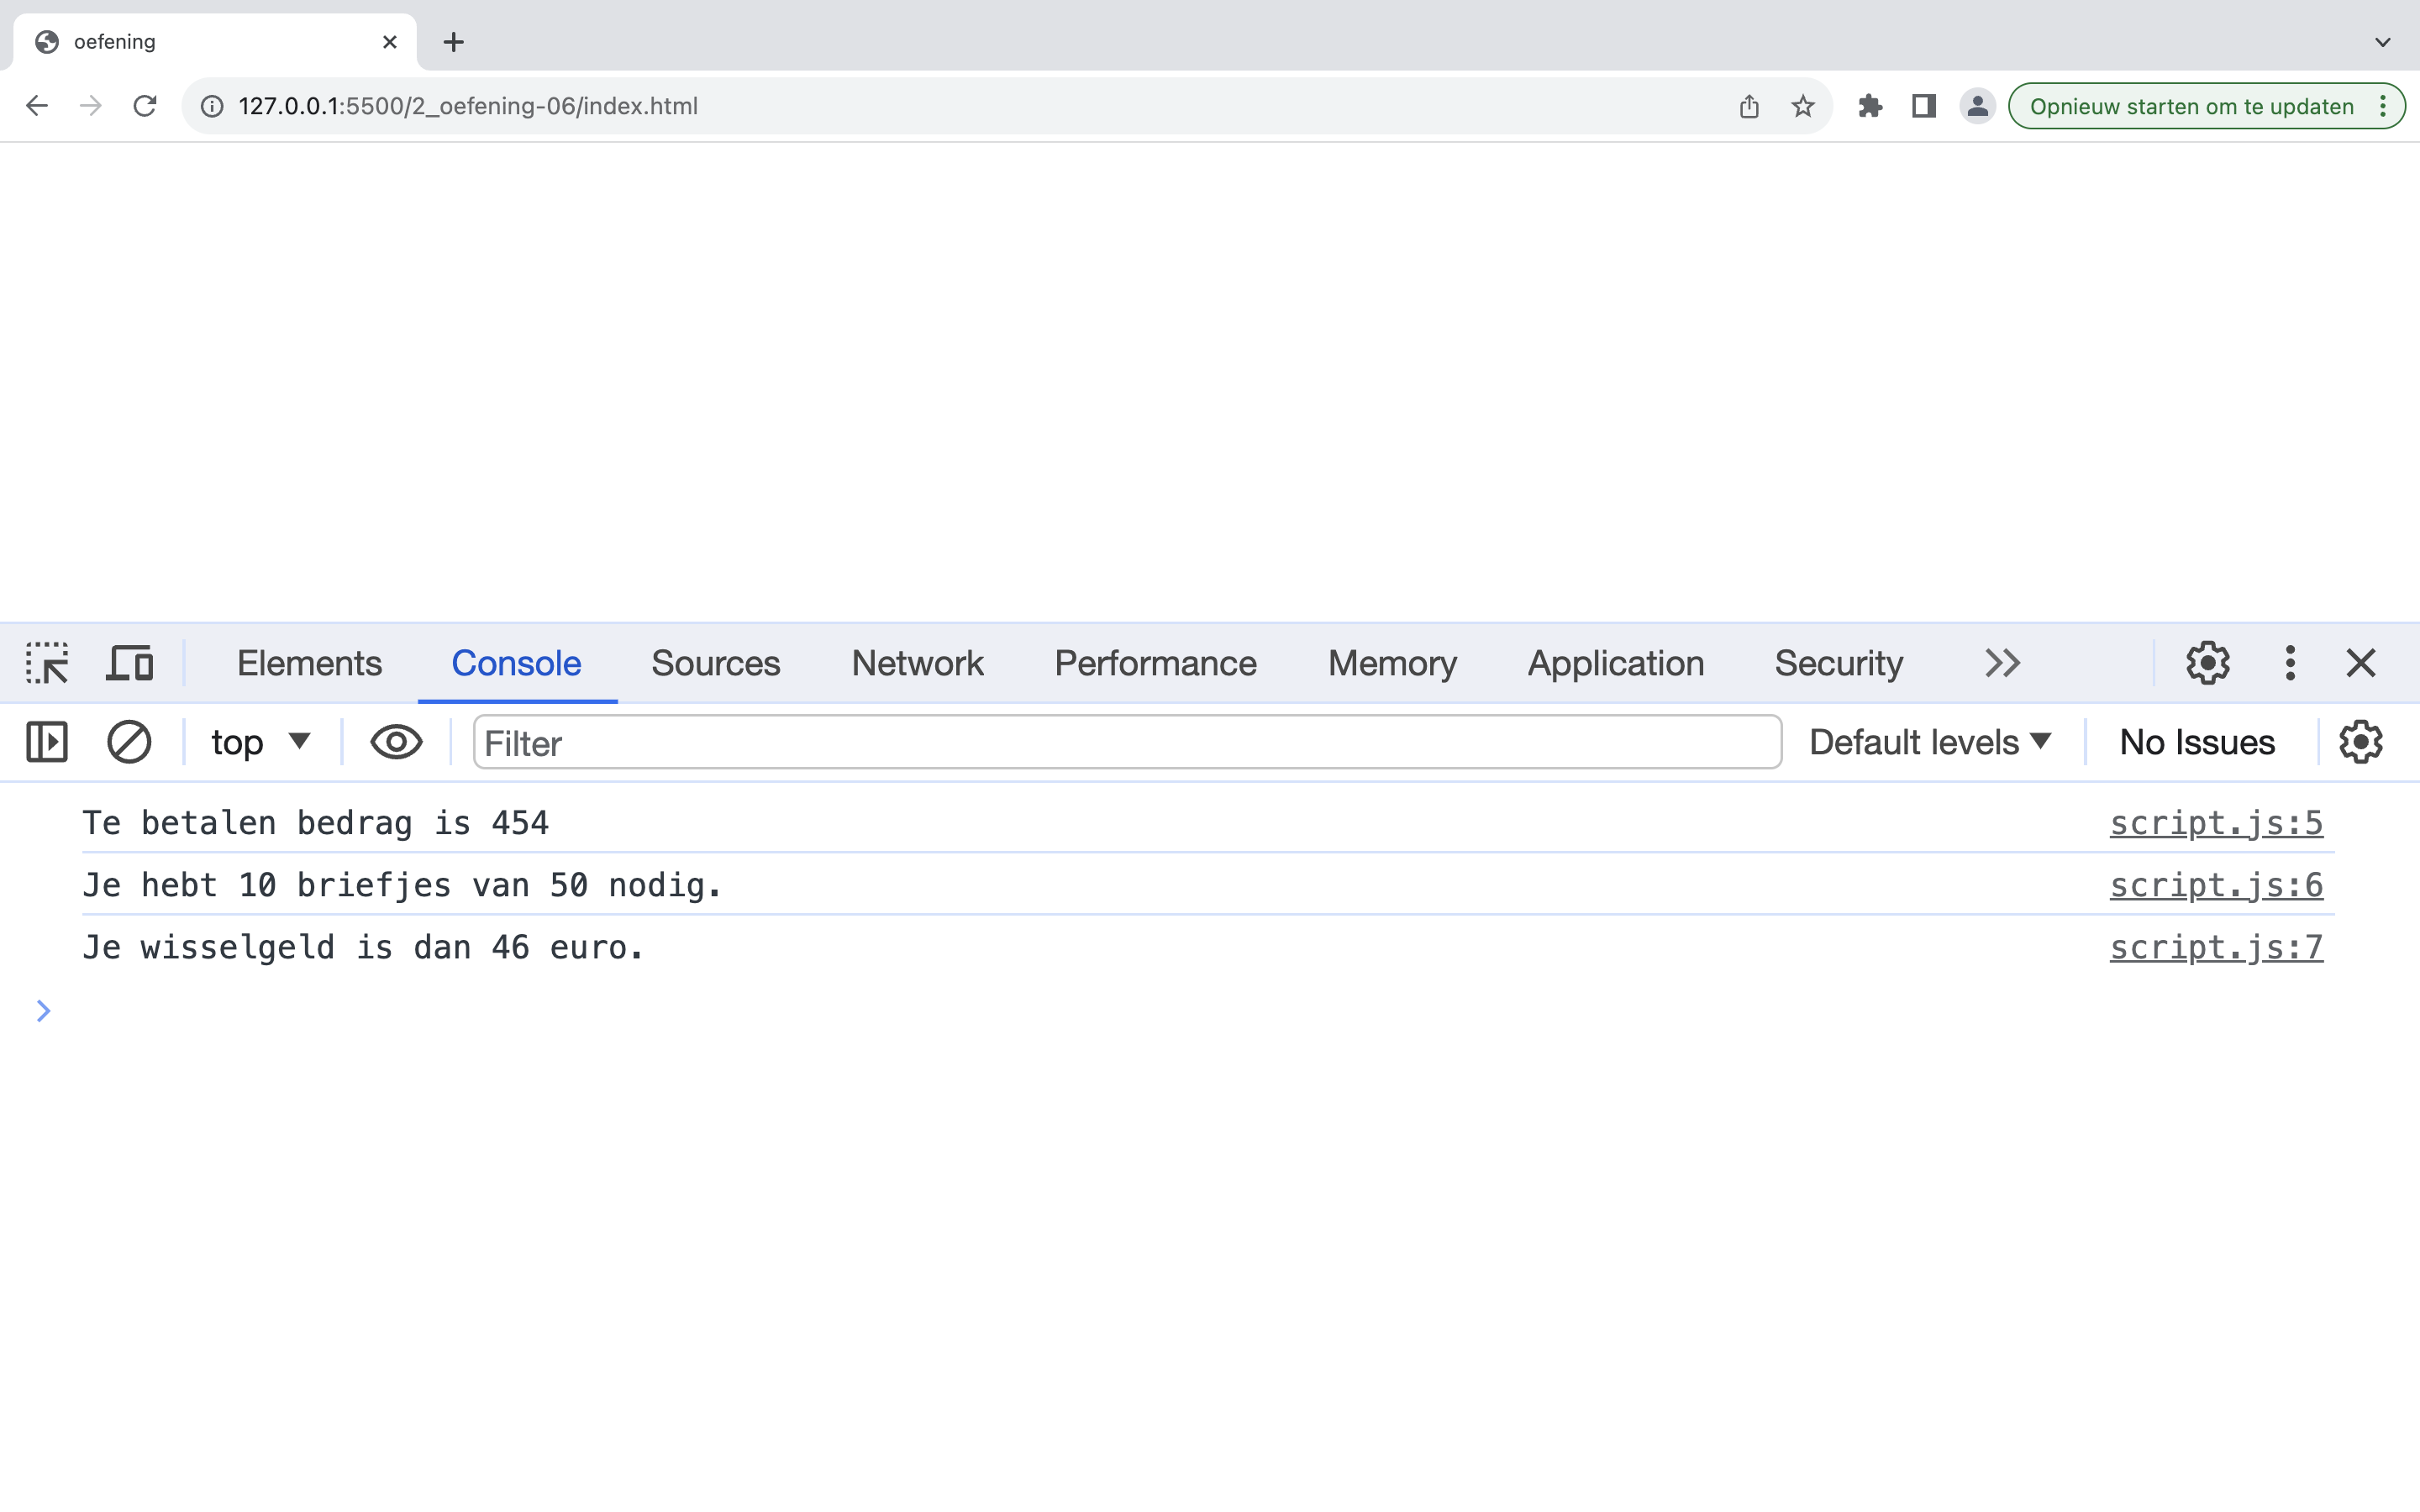 oefening
127.0.0.1:5500/2_oefening-06/index.html
Opnieuw starten om te updaten
Elements Console Sources Network Performance Memory Application Security
top Filter Default levels No Issues
Te betalen bedrag is 454 script.js:5
Je hebt 10 briefjes van 50 nodig. script.js:6
Je wisselgeld is dan 46 euro. script.js:7